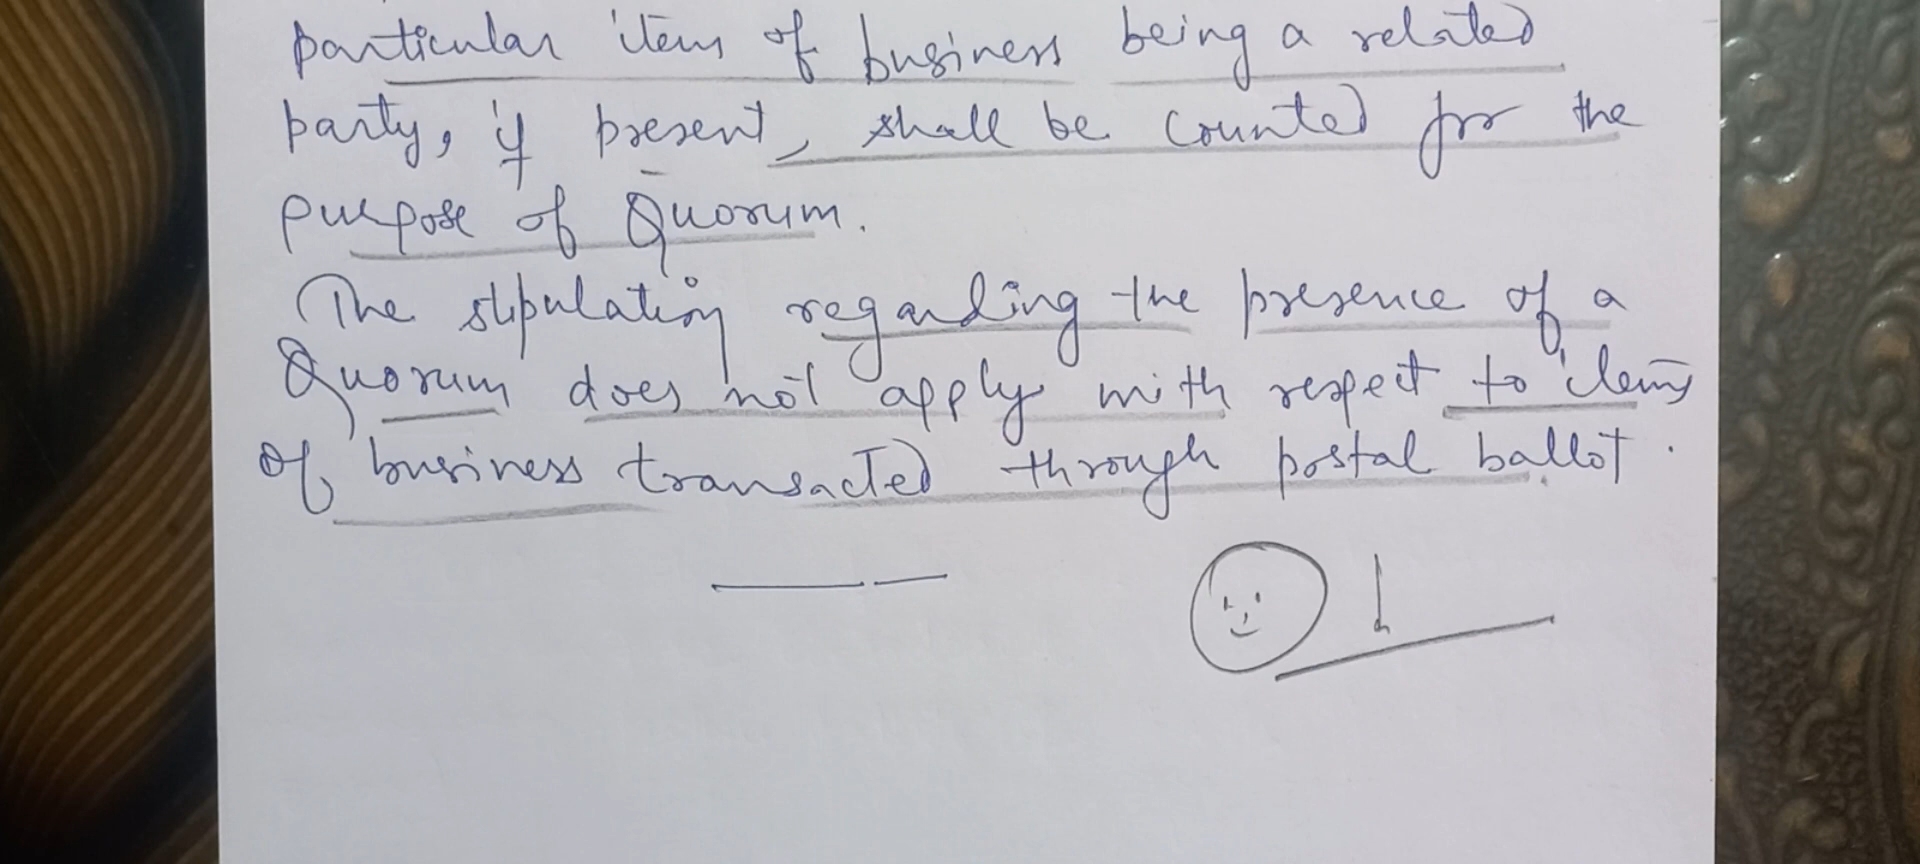 particular item of business being a related
party, if present, shall be counted for the
purpose of Quorum.
The stipulation regarding the presence of a
Quorum does not apply with respect to items
of business transacted through postal ballot.